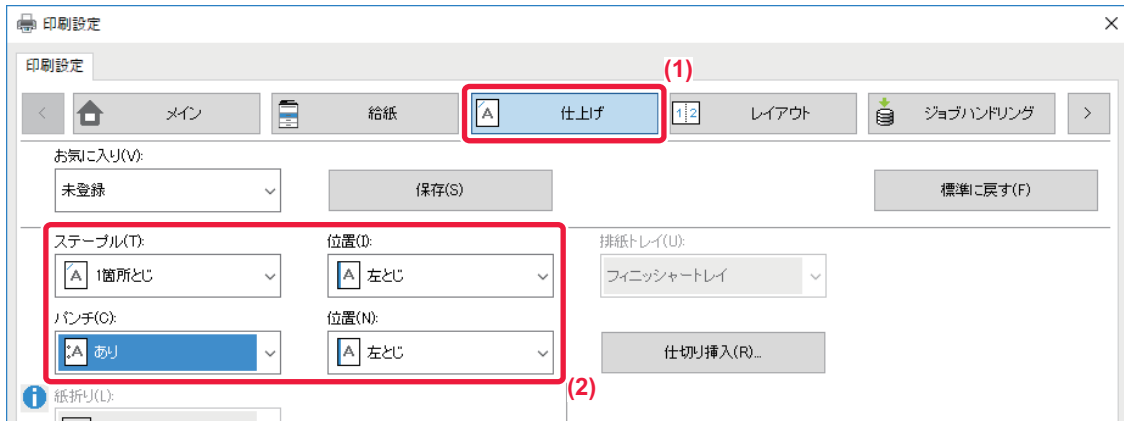 印刷設定
印刷設定
(1)
メイン 給紙 仕上げ 1 2 レイアウト ジョブハンドリング
お気に入り(V):
未登録 保存(S) 標準に戻す(F)
ステープル(T): 位置(I): 排紙トレイ(U):
A 1箇所とじ A 左とじ フィニッシャートレイ
パンチ(C): 位置(N):
A あり A 左とじ 仕切り挿入(R)...
(2)
紙折り(L):